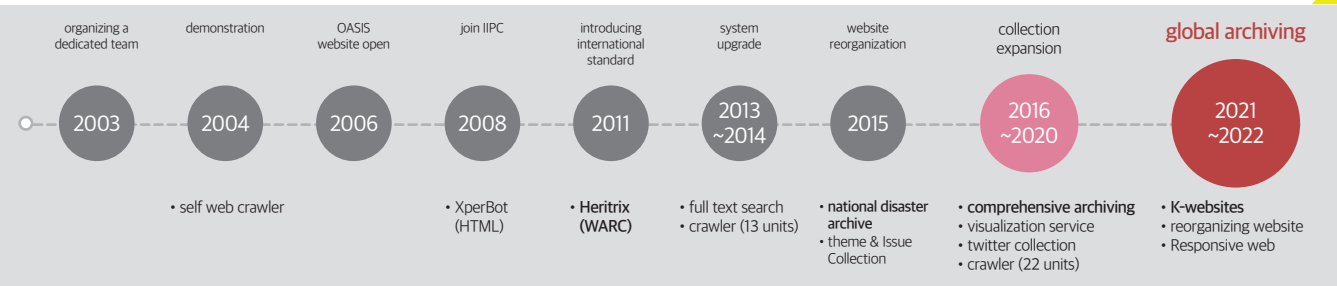 organizing a
dedicated team
demonstration
OASIS
website open
join IIPC
introducing
international
standard
system
upgrade
website
reorganization
collection
expansion
global archiving
2003
2004
2006
2008
2011
2013
~2014
2015
2016
~2020
2021
~2022
• self web crawler
• XperBot
(HTML)
• Heritrix
(WARC)
• full text search
• crawler (13 units)
• national disaster
archive
• theme & Issue
Collection
• comprehensive archiving
• visualization service
• twitter collection
• crawler (22 units)
• K-websites
• reorganizing website
• Responsive web